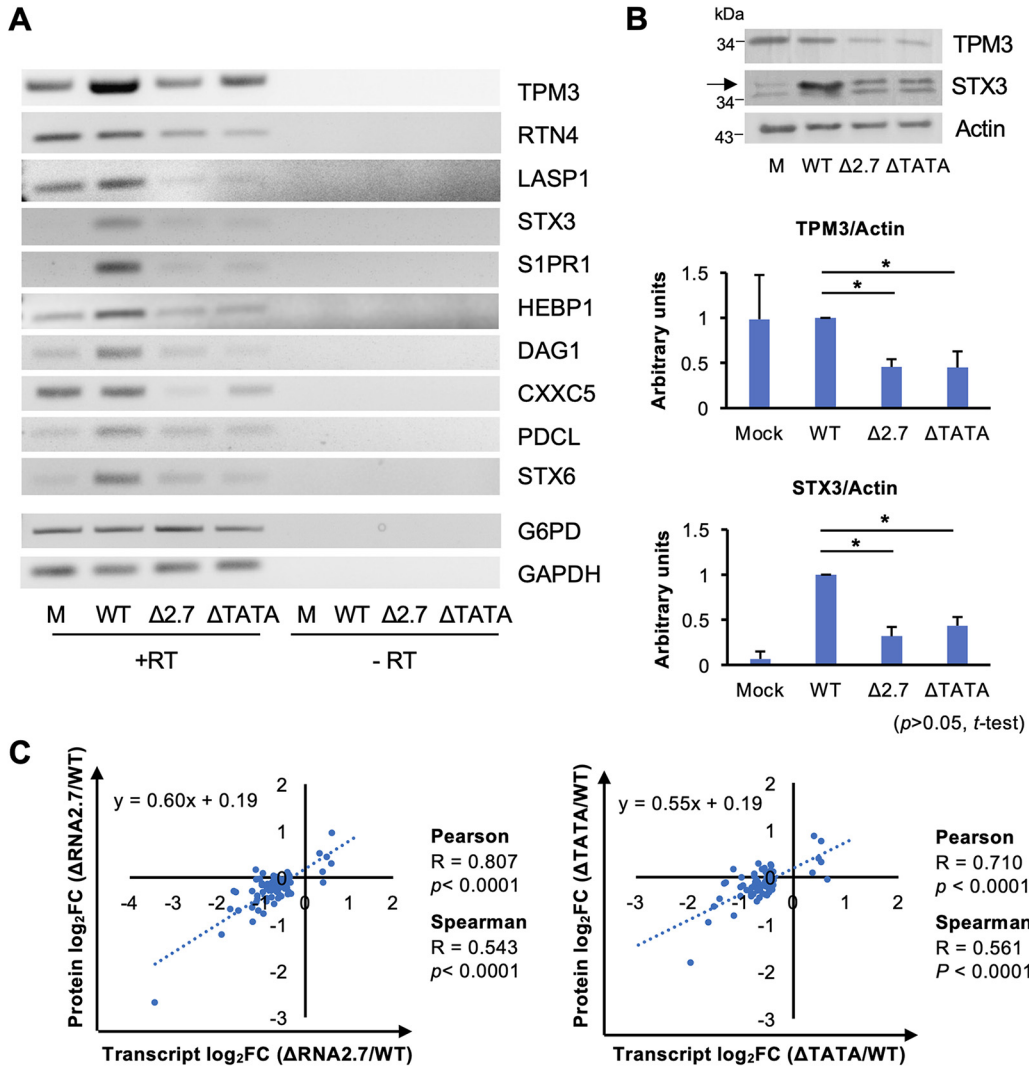 A
TPM3
RTN4
LASP1
STX3
S1PR1
HEBP1
DAG1
CXXC5
PDCL
STX6
G6PD
GAPDH
M WT Δ2.7 ΔTATA M WT Δ2.7 ΔTATA
+RT - RT
B
kDa
34 TPM3
STX3
34
43 Actin
M WT Δ2.7 ΔTATA
TPM3/Actin
Arbitrary units
1.5
1
0.5
0
*
*
Mock WT Δ2.7 ΔTATA
STX3/Actin
Arbitrary units
1.5
1
0.5
0
*
*
Mock WT Δ2.7 ΔTATA
(p>0.05, t-test)
C
Protein log₂FC (ΔRNA2.7/WT)
y = 0.60x + 0.19
2
1
0
-1
-2
-3
-4 -3 -2 -1 0 1 2
Transcript log₂FC (ΔRNA2.7/WT)
Pearson
R = 0.807
p< 0.0001
Spearman
R = 0.543
p< 0.0001
Protein log₂FC (ΔTATA/WT)
y = 0.55x + 0.19
2
1
0
-1
-2
-3
-3 -2 -1 0 1 2
Transcript log₂FC (ΔTATA/WT)
Pearson
R = 0.710
p< 0.0001
Spearman
R = 0.561
P < 0.0001